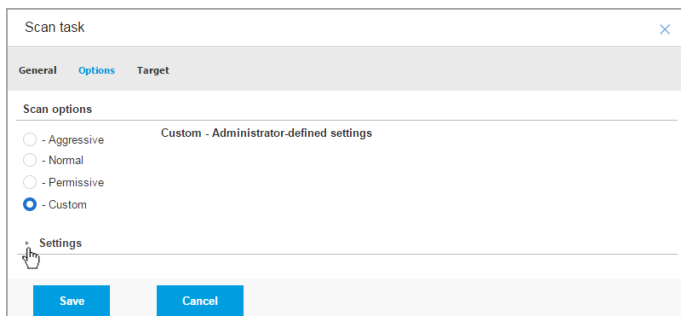 Scan task
General Options Target
Scan options
- Aggressive
Custom - Administrator-defined settings
- Normal
- Permissive
- Custom
Settings
Save Cancel